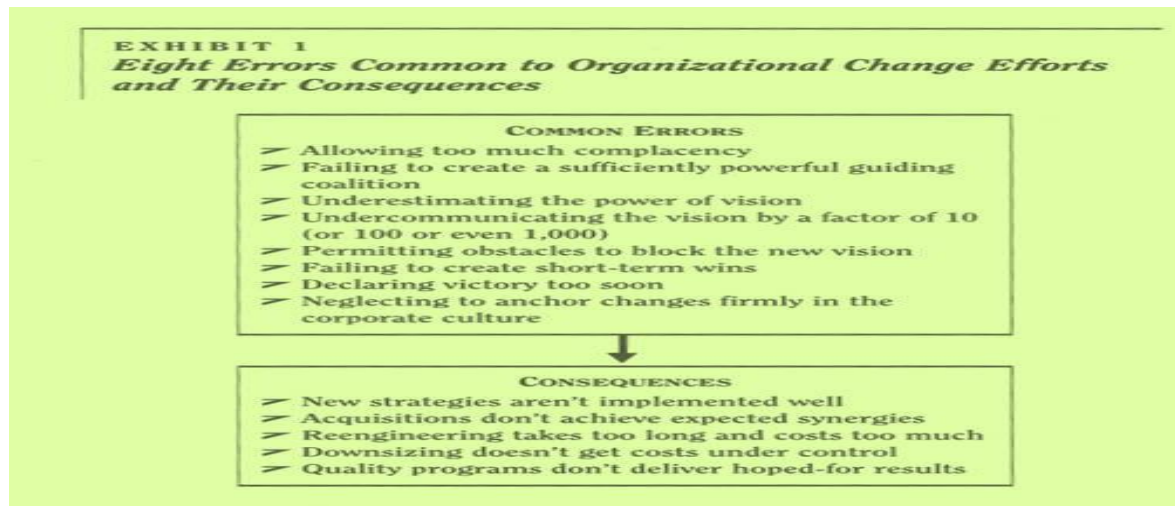 EXHIBIT 1
Eight Errors Common to Organizational Change Efforts
and Their Consequences
COMMON ERRORS
➢ Allowing too much complacency
➢ Failing to create a sufficiently powerful guiding
coalition
➢ Underestimating the power of vision
➢ Undercommunicating the vision by a factor of 10
(or 100 or even 1,000)
➢ Permitting obstacles to block the new vision
➢ Failing to create short-term wins
➢ Declaring victory too soon
➢ Neglecting to anchor changes firmly in the
corporate culture
CONSEQUENCES
➢ New strategies aren't implemented well
➢ Acquisitions don't achieve expected synergies
➢ Reengineering takes too long and costs too much
➢ Downsizing doesn't get costs under control
➢ Quality programs don't deliver hoped-for results